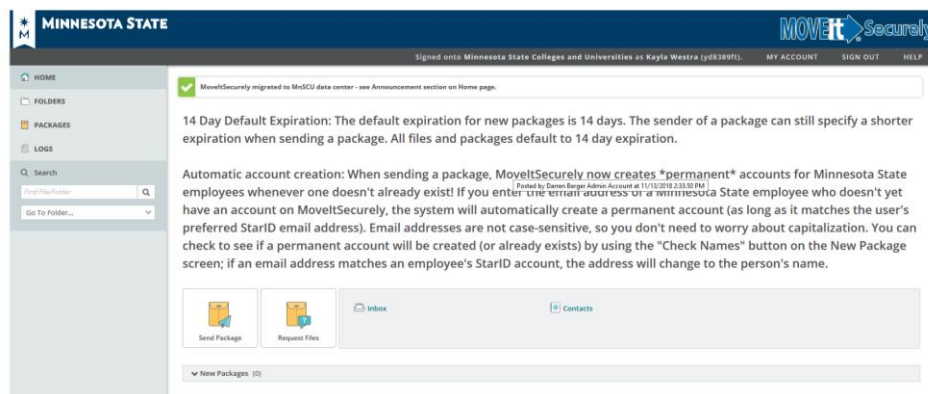 MINNESOTA STATE
MOVEit Securely
Signed onto Minnesota State Colleges and Universities as Kayla Westra (yd8389ft). MY ACCOUNT SIGN OUT HELP
HOME
FOLDERS
PACKAGES
LOGS
Search
Find File/Folder
Go To Folder...
MoveItSecurely migrated to MnSCU data center - see Announcement section on Home page.
14 Day Default Expiration: The default expiration for new packages is 14 days. The sender of a package can still specify a shorter
expiration when sending a package. All files and packages default to 14 day expiration.
Automatic account creation: When sending a package, MoveItSecurely now creates *permanent* accounts for Minnesota State
Posted by Darren Berger Admin Account at 11/13/2018 2:33:50 PM
employees whenever one doesn't already exist! If you enter the email address of a Minnesota State employee who doesn't yet
have an account on MoveItSecurely, the system will automatically create a permanent account (as long as it matches the user's
preferred StarID email address). Email addresses are not case-sensitive, so you don't need to worry about capitalization. You can
check to see if a permanent account will be created (or already exists) by using the "Check Names" button on the New Package
screen; if an email address matches an employee's StarID account, the address will change to the person's name.
Send Package
Request Files
Inbox
Contacts
New Packages (0)